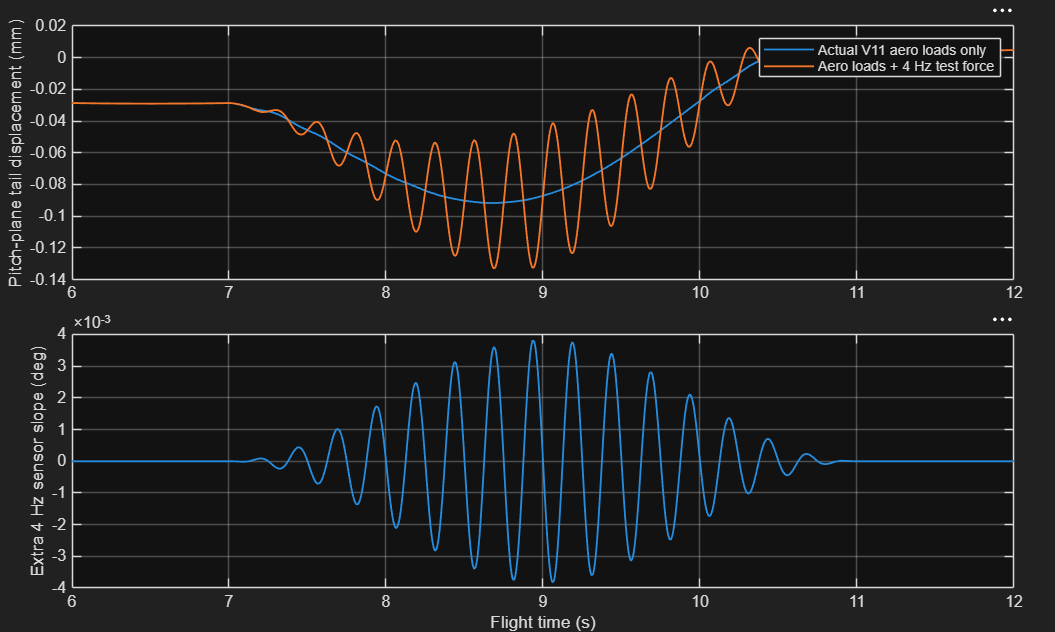 Pitch-plane tail displacement (mm)
0.02
0
-0.02
-0.04
-0.06
-0.08
-0.1
-0.12
-0.14
6 7 8 9 10 11 12
Actual V11 aero loads only
Aero loads + 4 Hz test force
×10⁻³
Extra 4 Hz sensor slope (deg)
4
3
2
1
0
-1
-2
-3
-4
6 7 8 9 10 11 12
Flight time (s)